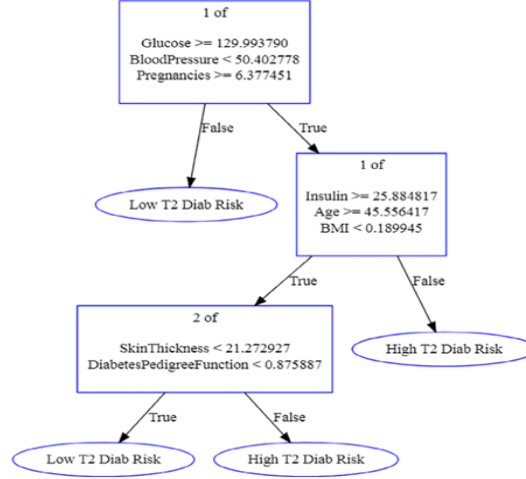 1 of
Glucose >= 129.993790
BloodPressure < 50.402778
Pregnancies >= 6.377451
False
True
Low T2 Diab Risk
1 of
Insulin >= 25.884817
Age >= 45.556417
BMI < 0.189945
True
False
2 of
SkinThickness < 21.272927
DiabetesPedigreeFunction < 0.875887
High T2 Diab Risk
True
False
Low T2 Diab Risk
High T2 Diab Risk